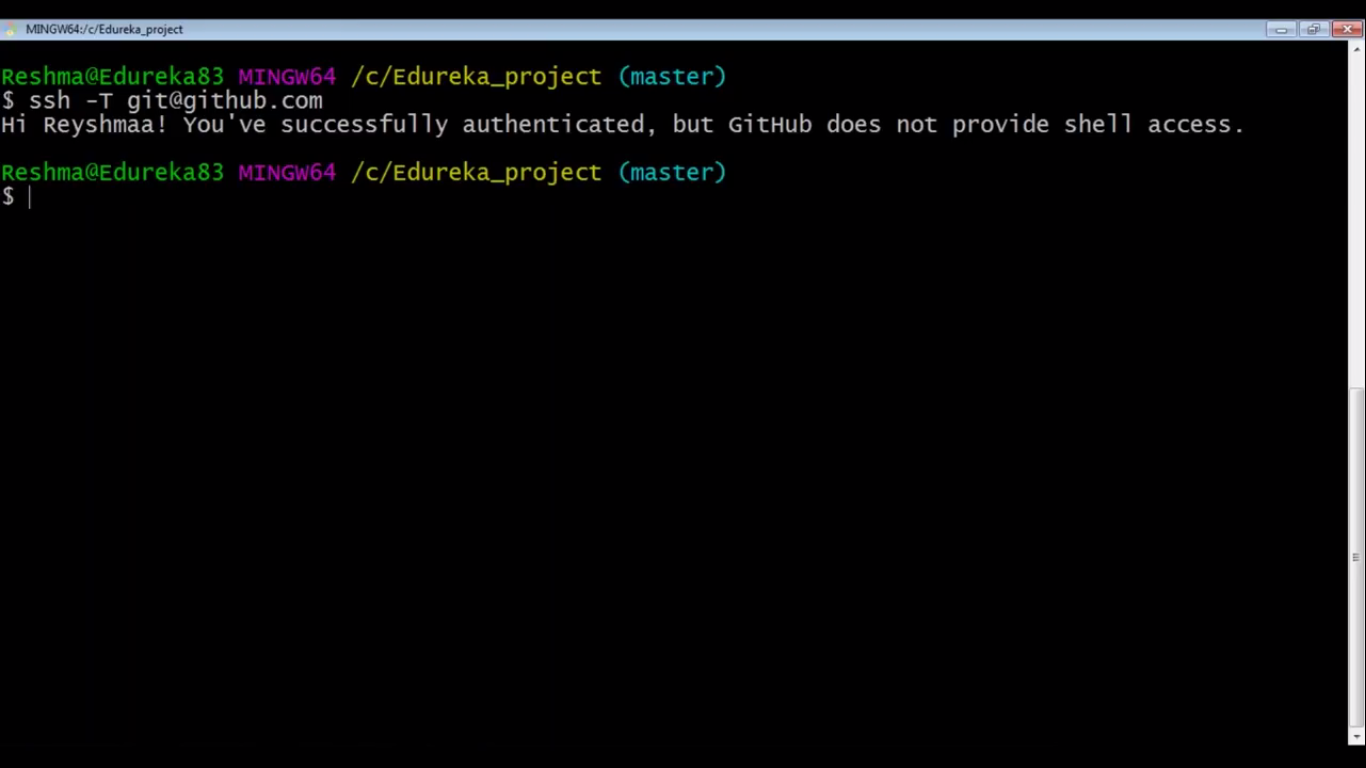 MINGW64:/c/Edureka_project
Reshma@Edureka83 MINGW64 /c/Edureka_project (master)
$ ssh -T git@github.com
Hi Reyshmaa! You've successfully authenticated, but GitHub does not provide shell access.
Reshma@Edureka83 MINGW64 /c/Edureka_project (master)
$